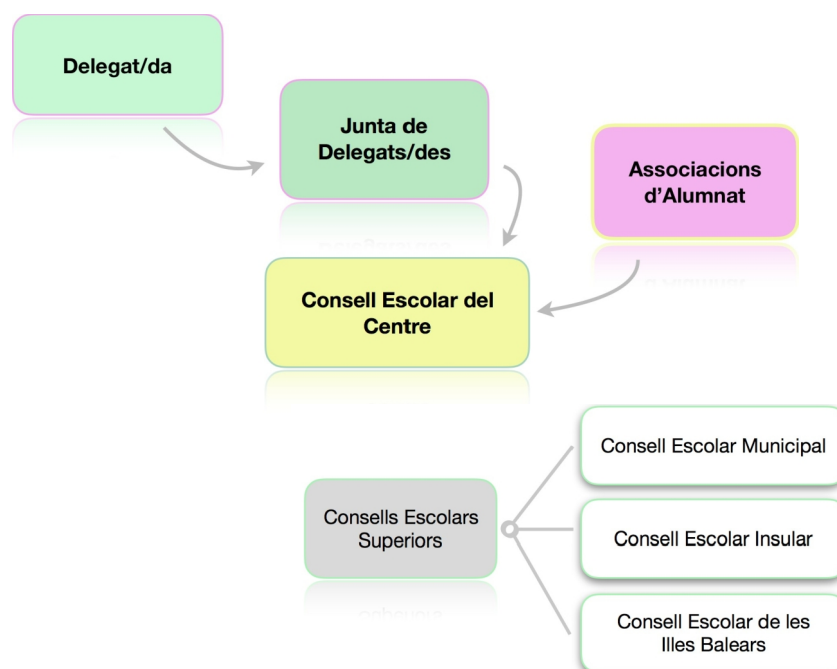 Delegat/da
Junta de
Delegats/des
Associacions
d'Alumnat
Consell Escolar del
Centre
Consells Escolars
Superiors
Consell Escolar Municipal
Consell Escolar Insular
Consell Escolar de les
Illes Balears